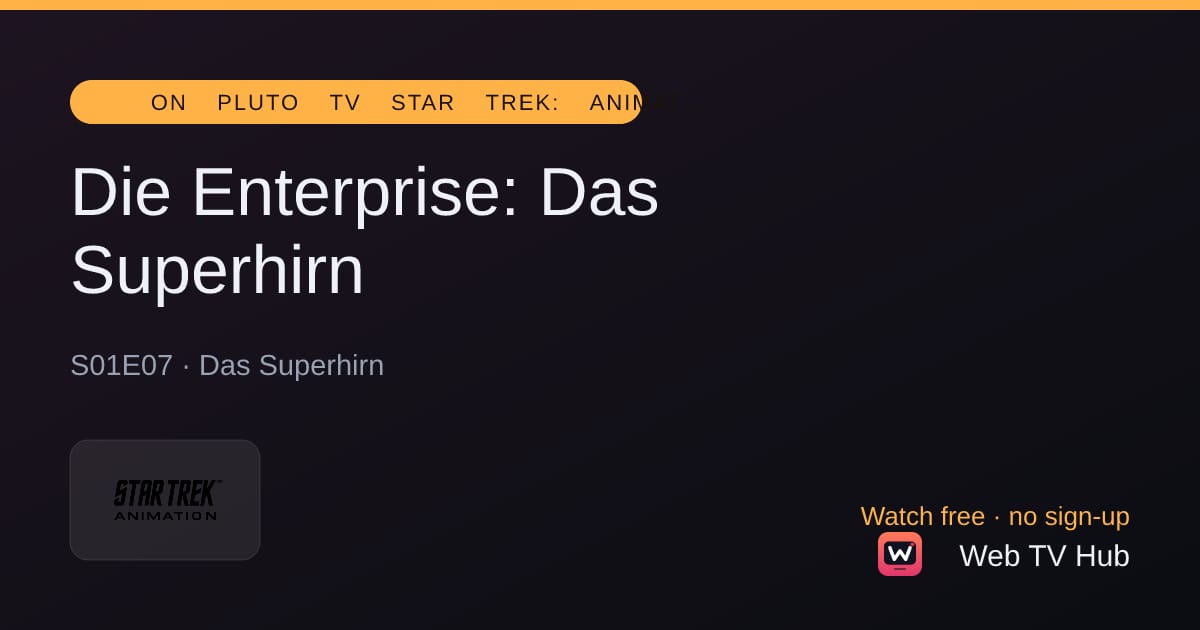 ON PLUTO TV STAR TREK:
Die Enterprise: Das
Superhirn
S01E07 · Das Superhirn
STAR TREK
ANIMATION
Watch free · no sign-up
W
Web TV Hub